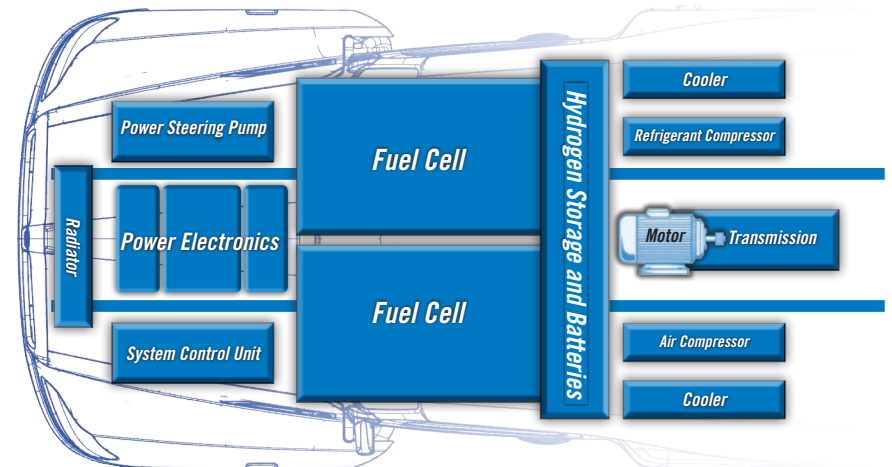 Cooler
Power Steering Pump
Refrigerant Compressor
Fuel Cell
Hydrogen Storage and Batteries
Radiator
Power Electronics
Motor
Transmission
Fuel Cell
System Control Unit
Air Compressor
Cooler